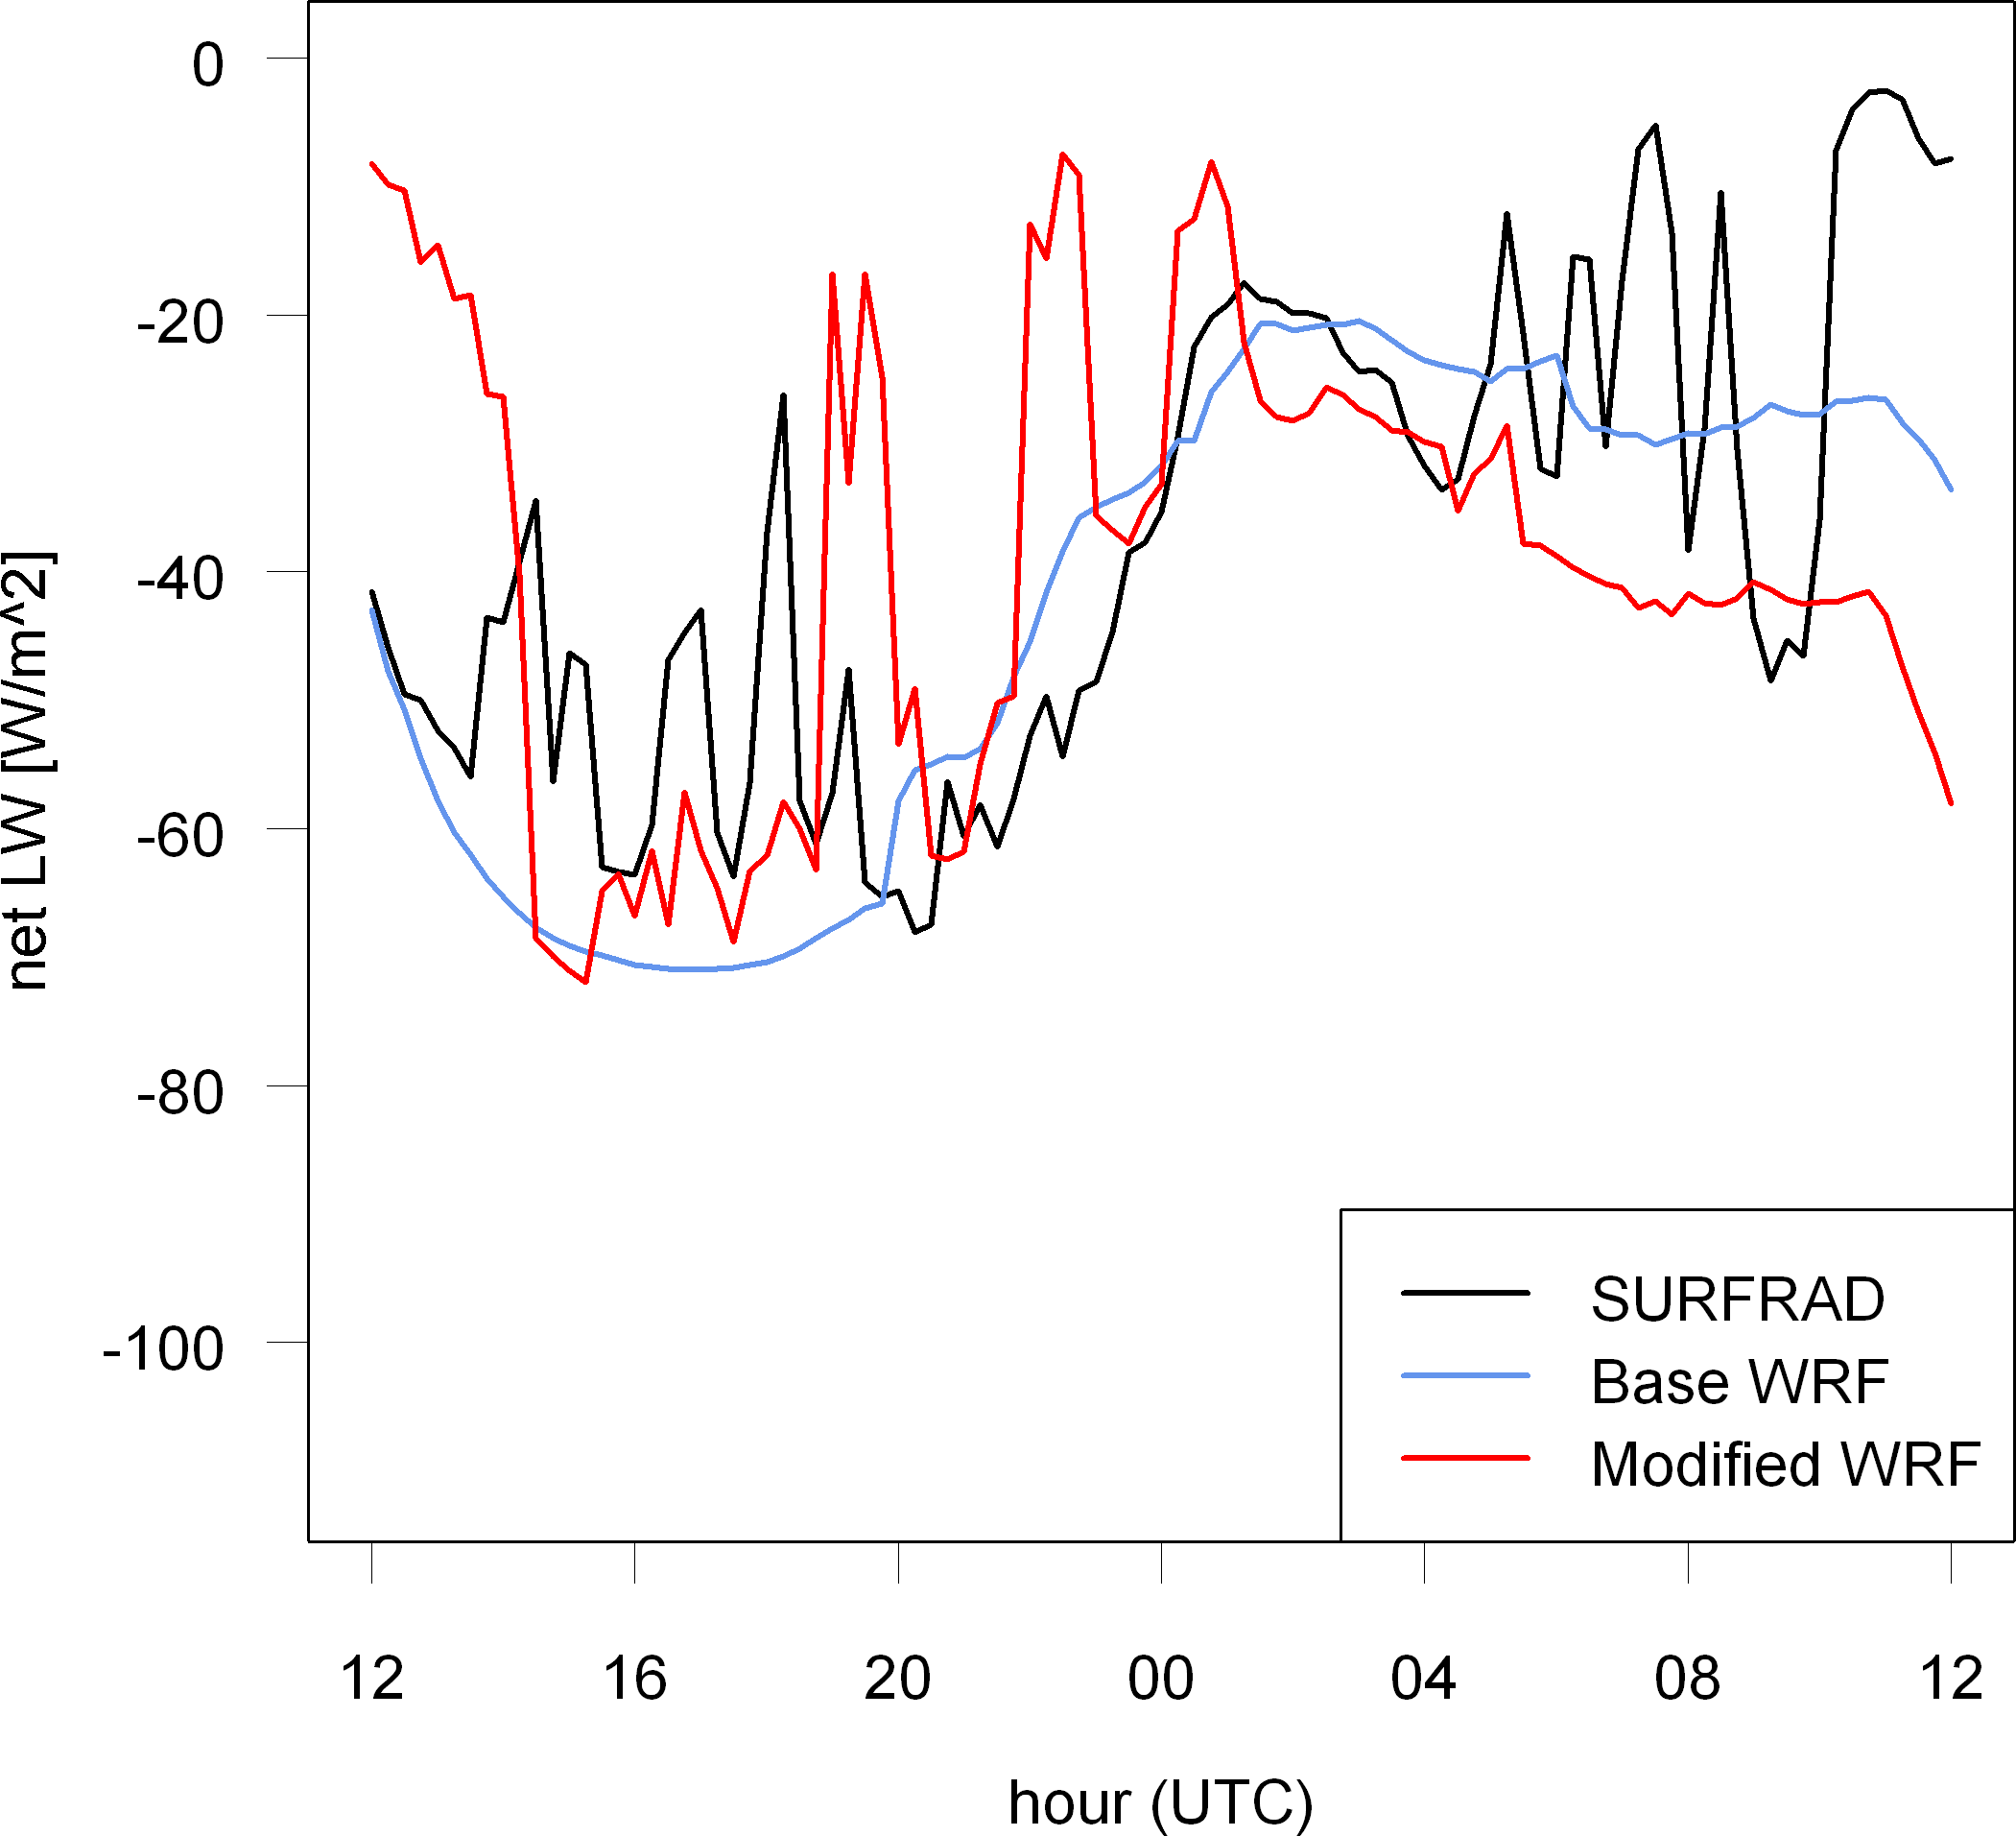 0
-20
-40
-60
-80
-100
net LW [W/m^2]
SURFRAD
Base WRF
Modified WRF
12 16 20 00 04 08 12
hour (UTC)